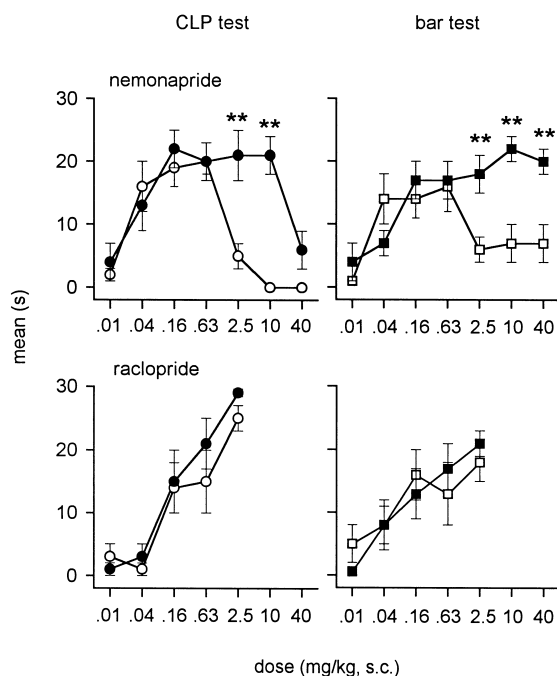 CLP test
bar test
nemonapride
30
20
10
0
** **
** ** **
.01 .04 .16 .63 2.5 10 40
.01 .04 .16 .63 2.5 10 40
mean (s)
raclopride
30
20
10
0
.01 .04 .16 .63 2.5 10 40
.01 .04 .16 .63 2.5 10 40
dose (mg/kg, s.c.)